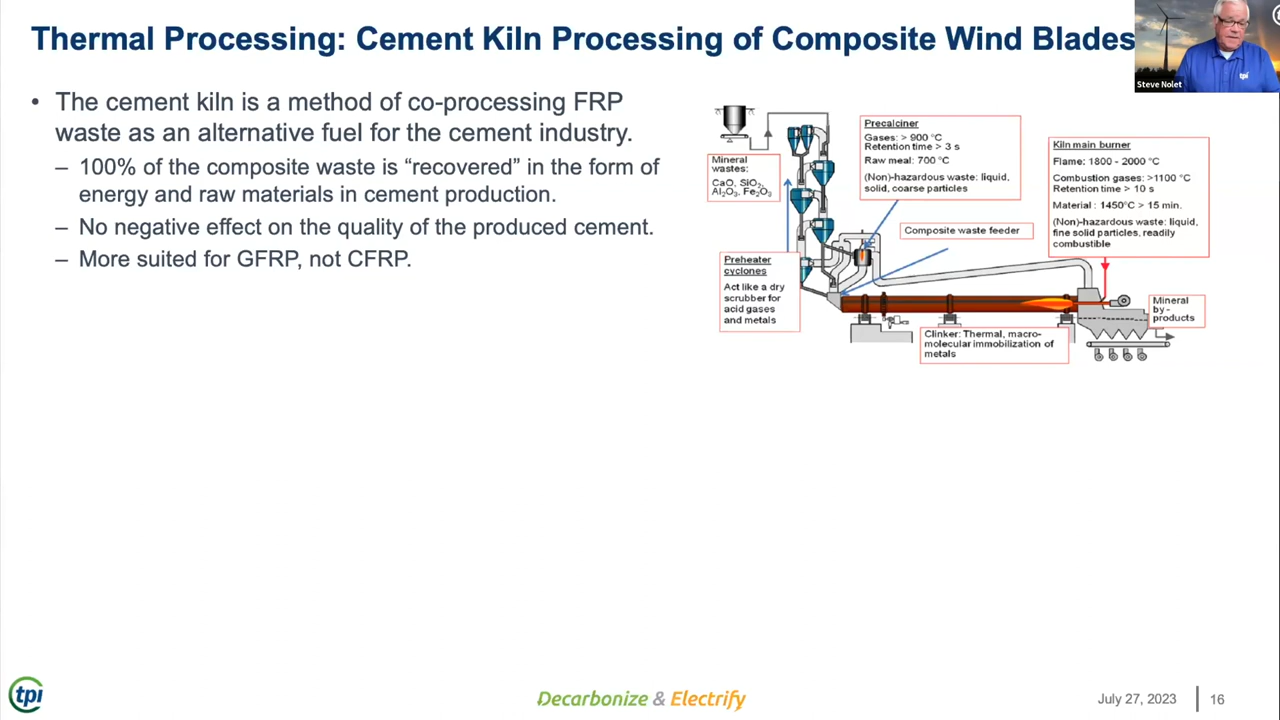 Thermal Processing: Cement Kiln Processing of Composite Wind Blades
Steve Nolet
tpi
• The cement kiln is a method of co-processing FRP
waste as an alternative fuel for the cement industry.
– 100% of the composite waste is “recovered” in the form of
energy and raw materials in cement production.
– No negative effect on the quality of the produced cement.
– More suited for GFRP, not CFRP.
Mineral
wastes:
CaO, SiO₂,
Al₂O₃, Fe₂O₃
Precalciner
Gases: > 900 °C
Retention time > 3 s
Raw meal: 700 °C
(Non)-hazardous waste: liquid,
solid, coarse particles
Kiln main burner
Flame: 1800 - 2000 °C
Combustion gases: >1100 °C
Retention time > 10 s
Material : 1450°C > 15 min.
(Non)-hazardous waste: liquid,
fine solid particles, readily
combustible
Composite waste feeder
Preheater
cyclones
Act like a dry
scrubber for
acid gases
and metals
Clinker: Thermal, macro-
molecular immobilization of
metals
Mineral
by-
products
tpi
Decarbonize & Electrify
July 27, 2023
16